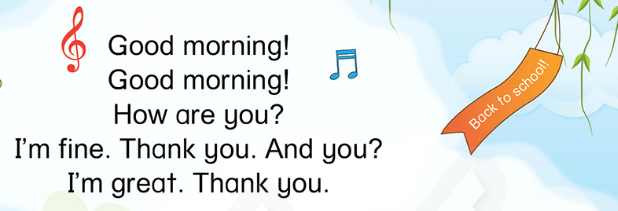 Good morning!
Good morning!
How are you?
I'm fine. Thank you. And you?
I'm great. Thank you.
Back to school!